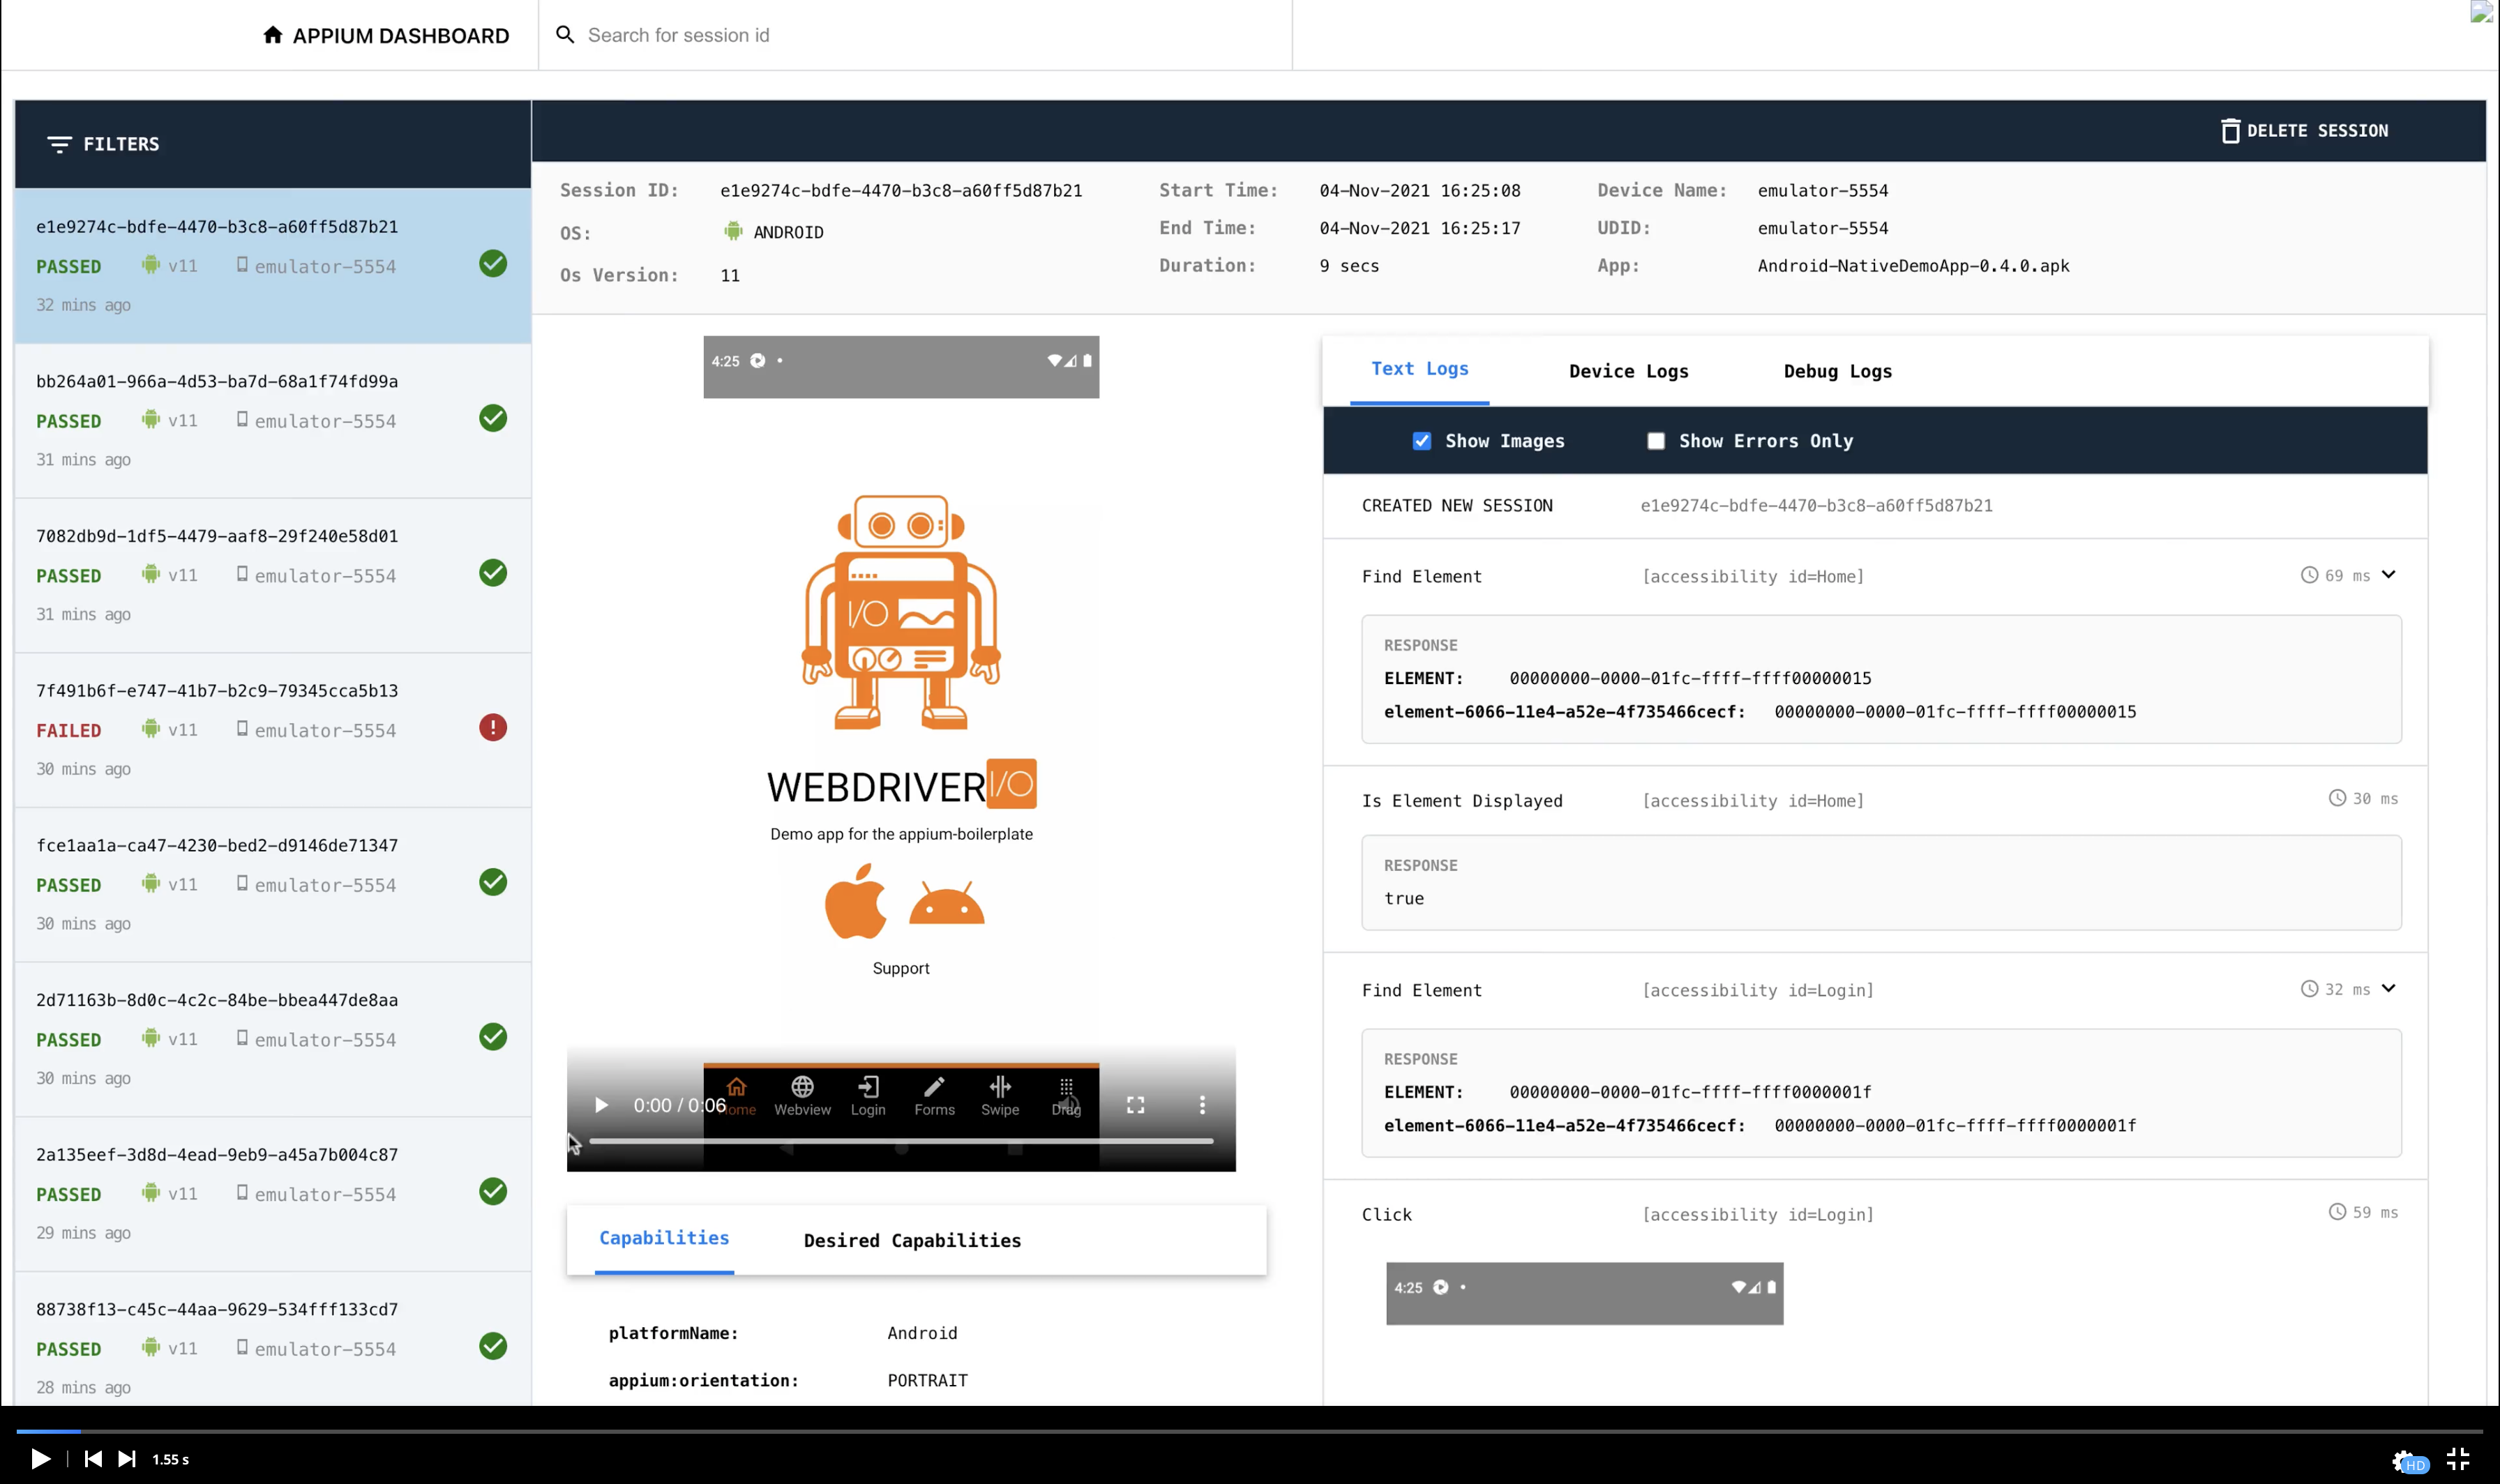 APPIUM DASHBOARD
Search for session id
FILTERS
DELETE SESSION
e1e9274c-bdfe-4470-b3c8-a60ff5d87b21
PASSED v11 emulator-5554
32 mins ago
bb264a01-966a-4d53-ba7d-68a1f74fd99a
PASSED v11 emulator-5554
31 mins ago
7082db9d-1df5-4479-aaf8-29f240e58d01
PASSED v11 emulator-5554
31 mins ago
7f491b6f-e747-41b7-b2c9-79345cca5b13
FAILED v11 emulator-5554
30 mins ago
fce1aa1a-ca47-4230-bed2-d9146de71347
PASSED v11 emulator-5554
30 mins ago
2d71163b-8d0c-4c2c-84be-bbea447de8aa
PASSED v11 emulator-5554
30 mins ago
2a135eef-3d8d-4ead-9eb9-a45a7b004c87
PASSED v11 emulator-5554
29 mins ago
88738f13-c45c-44aa-9629-534fff133cd7
PASSED v11 emulator-5554
28 mins ago
Session ID: e1e9274c-bdfe-4470-b3c8-a60ff5d87b21
OS: ANDROID
Os Version: 11
Start Time: 04-Nov-2021 16:25:08
End Time: 04-Nov-2021 16:25:17
Duration: 9 secs
Device Name: emulator-5554
UDID: emulator-5554
App: Android-NativeDemoApp-0.4.0.apk
4:25
I/O
WEBDRIVER I/O
Demo app for the appium-boilerplate
Support
0:00 / 0:06
Home Webview Login Forms Swipe Drag
Capabilities Desired Capabilities
platformName: Android
appium:orientation: PORTRAIT
Text Logs Device Logs Debug Logs
Show Images Show Errors Only
CREATED NEW SESSION e1e9274c-bdfe-4470-b3c8-a60ff5d87b21
Find Element [accessibility id=Home] 69 ms
RESPONSE
ELEMENT: 00000000-0000-01fc-ffff-ffff00000015
element-6066-11e4-a52e-4f735466cecf: 00000000-0000-01fc-ffff-ffff00000015
Is Element Displayed [accessibility id=Home] 30 ms
RESPONSE
true
Find Element [accessibility id=Login] 32 ms
RESPONSE
ELEMENT: 00000000-0000-01fc-ffff-ffff0000001f
element-6066-11e4-a52e-4f735466cecf: 00000000-0000-01fc-ffff-ffff0000001f
Click [accessibility id=Login] 59 ms
4:25
1.55 s
HD